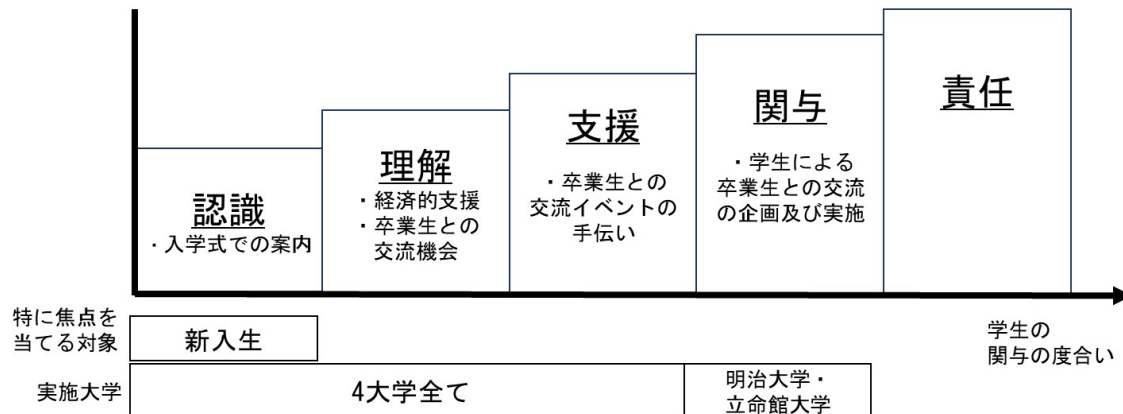 認識
・入学式での案内
理解
・経済的支援
・卒業生との
交流機会
支援
・卒業生との
交流イベントの
手伝い
関与
・学生による
卒業生との交流
の企画及び実施
責任
特に焦点を
当てる対象
新入生
学生の
関与の度合い
実施大学
4大学全て
明治大学・
立命館大学